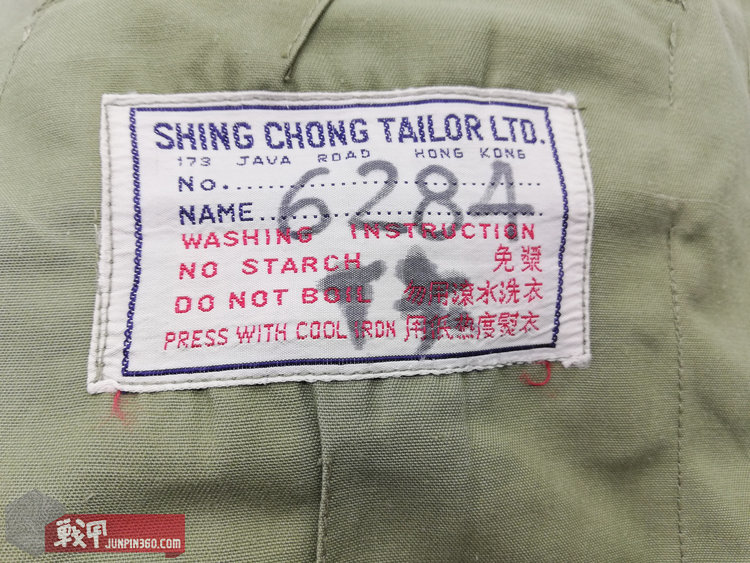 SHING CHONG TAILOR LTD.
173 JAVA ROAD HONG KONG
No.
6284
NAME
WASHING INSTRUCTION
NO STARCH 免漿
DO NOT BOIL 勿用滾水洗衣
PRESS WITH COOL IRON 用低熱度熨衣
戰甲
JUNPIN360.COM